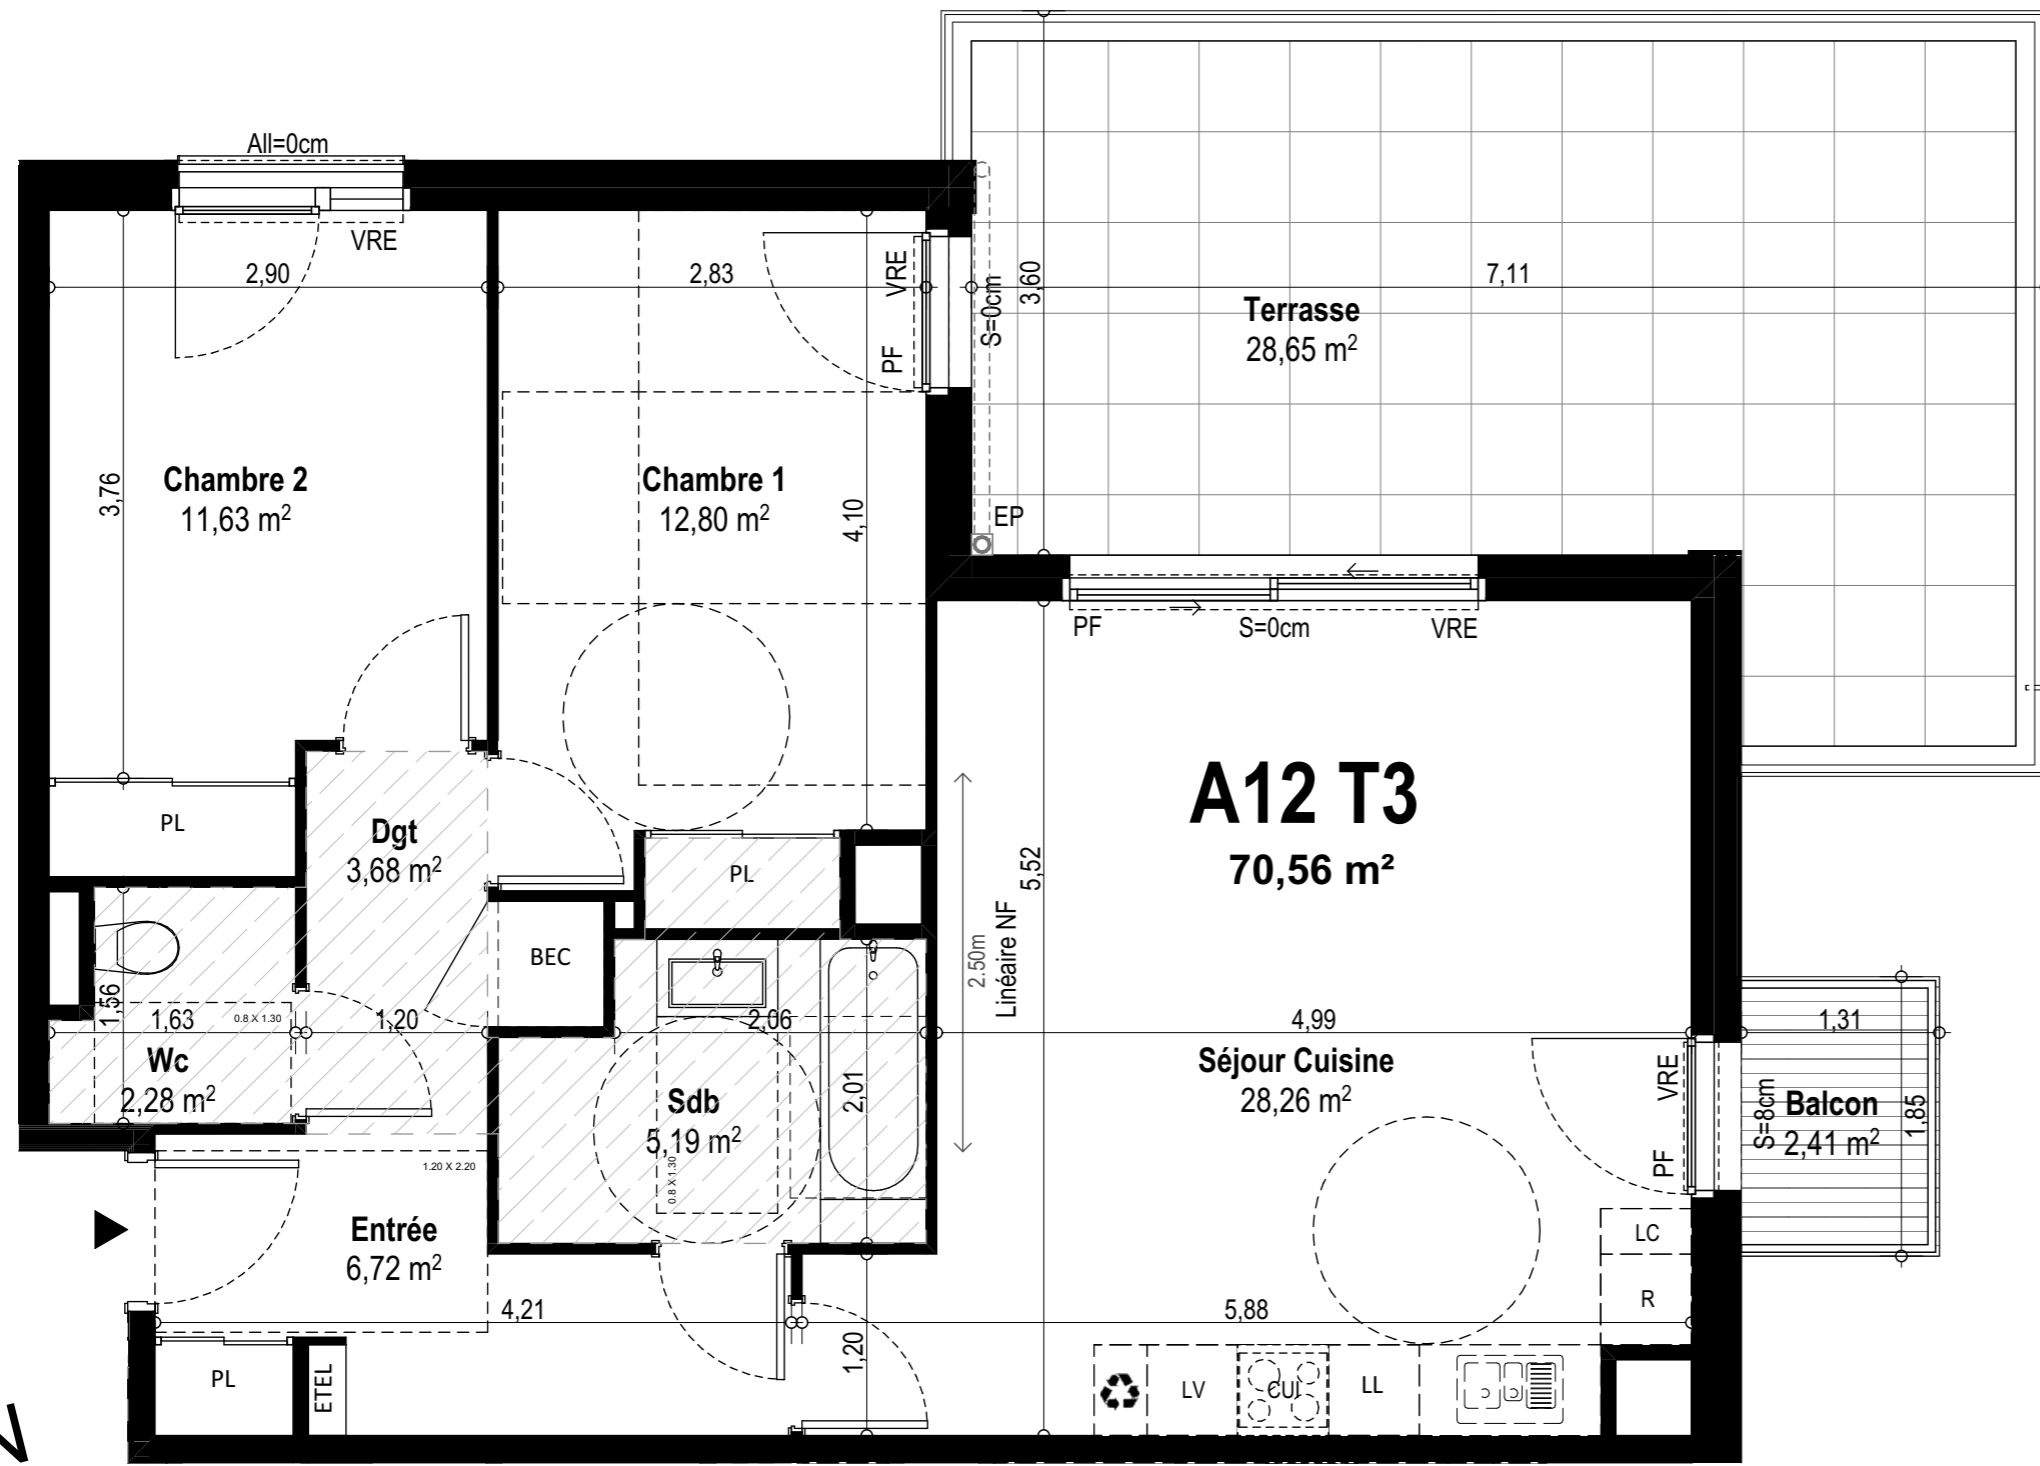 All=0cm
VRE
2,90
2,83
VRE
PF
S=0cm
3,60
7,11
Terrasse
28,65 m²
Chambre 2
11,63 m²
3,76
Chambre 1
12,80 m²
4,10
EP
PF
S=0cm
VRE
A12 T3
70,56 m²
PL
Dgt
3,68 m²
PL
5,52
BEC
2.50m
Linéaire NF
1,56
1,63
0.8 X 1.30
1,20
2,06
4,99
1,31
Wc
2,28 m²
Sdb
5,19 m²
0.8 X 1.30
2,01
Séjour Cuisine
28,26 m²
VRE
PF
S=8cm
Balcon
2,41 m²
1,85
1.20 X 2.20
Entrée
6,72 m²
4,21
5,88
1,20
LC
R
PL
ETEL
LV
CUI
LL